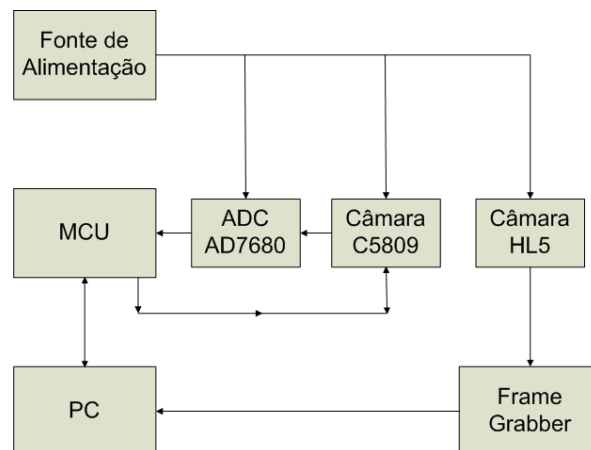 Fonte de
Alimentação
MCU
ADC
AD7680
Câmara
C5809
Câmara
HL5
PC
Frame
Grabber